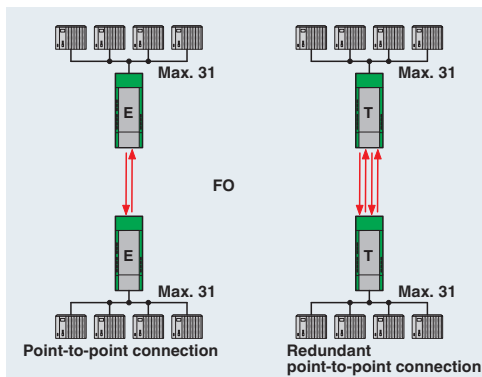 Max. 31
Max. 31
E
T
FO
E
T
Max. 31
Max. 31
Point-to-point connection
Redundant
point-to-point connection